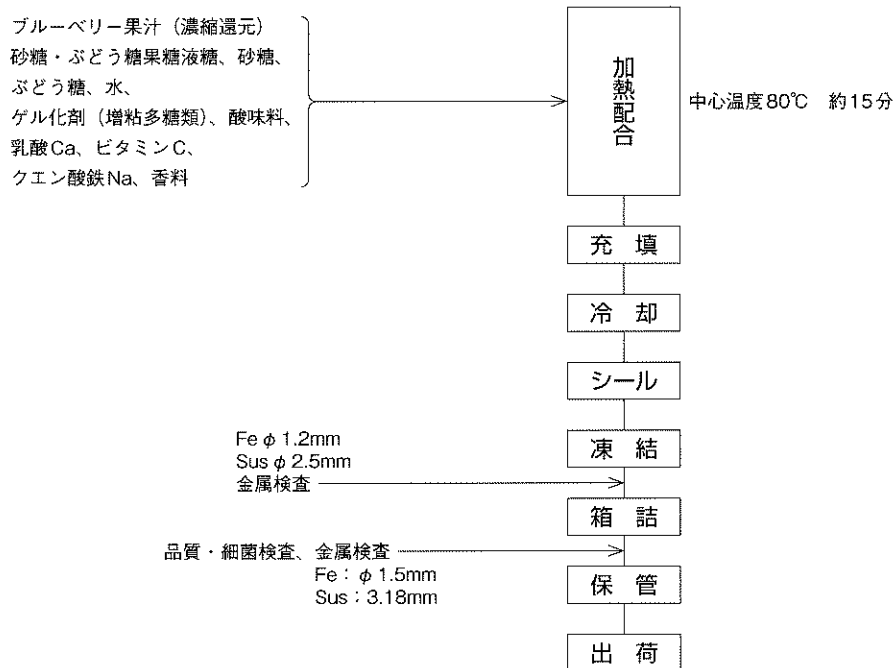 ブルーベリー果汁（濃縮還元）
砂糖・ぶどう糖果糖液糖、砂糖、
ぶどう糖、水、
ゲル化剤（増粘多糖類）、酸味料、
乳酸Ca、ビタミンC、
クエン酸鉄Na、香料
加熱配合
中心温度80℃　約15分
充　填
冷　却
シール
凍　結
Fe φ 1.2mm
Sus φ 2.5mm
金属検査
箱　詰
品質・細菌検査、金属検査
Fe：φ 1.5mm
Sus：3.18mm
保　管
出　荷